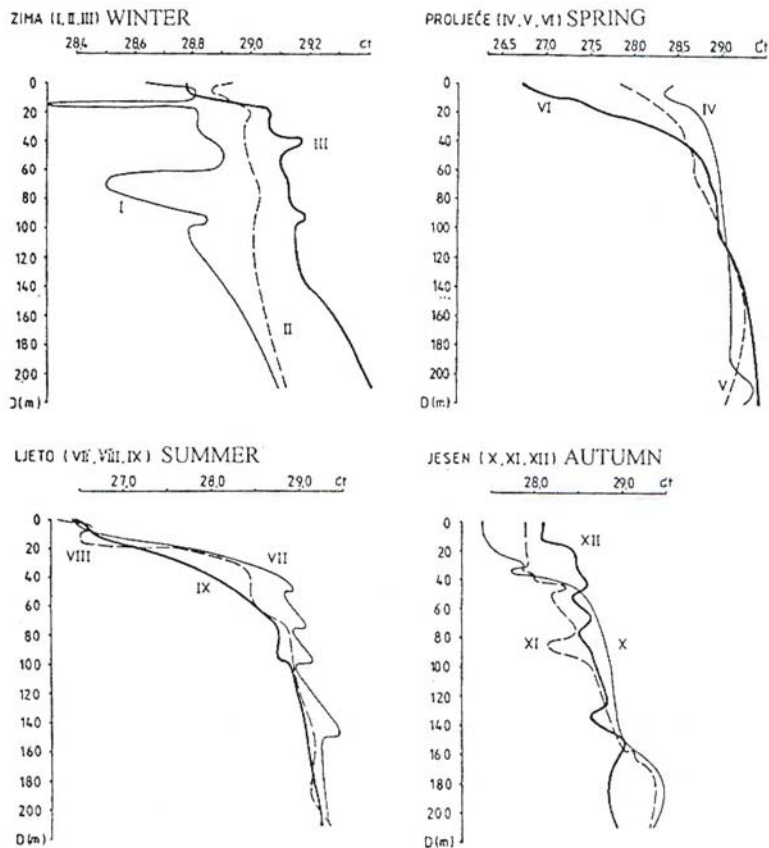 ZIMA (I, II, III) WINTER
28,4 28,6 28,8 29,0 29,2 σt
0
20
40
60
80
100
120
140
160
180
200
D(m)
I
II
III
PROLJEĆE (IV, V, VI) SPRING
26,5 27,0 27,5 28,5 29,0 σt
0
20
40
60
80
100
120
140
160
180
200
D(m)
VI
IV
V
LJETO (VII, VIII, IX) SUMMER
27,0 28,0 29,0 σt
0
20
40
60
80
100
120
140
160
180
200
D(m)
VIII
VII
IX
JESEN (X, XI, XII) AUTUMN
28,0 29,0 σt
0
20
40
60
80
100
120
140
160
180
200
D(m)
XII
XI
X